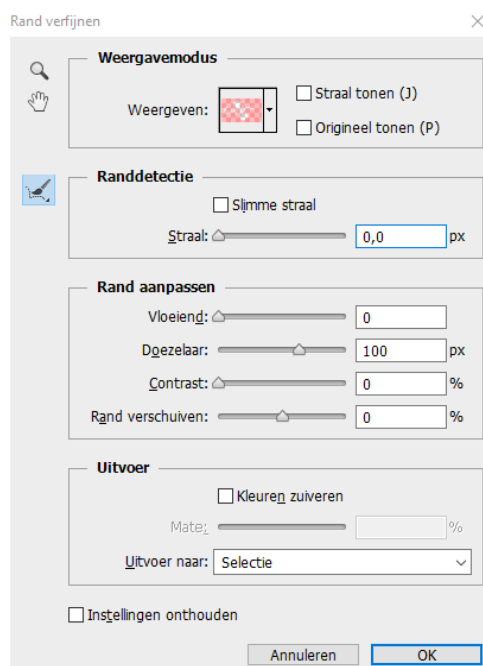 Rand verfijnen
Weergavemodus
Weergeven:
Straal tonen (J)
Origineel tonen (P)
Randdetectie
Slimme straal
Straal: 0,0 px
Rand aanpassen
Vloeiend: 0
Doezelaar: 100 px
Contrast: 0 %
Rand verschuiven: 0 %
Uitvoer
Kleuren zuiveren
Mate: %
Uitvoer naar: Selectie
Instellingen onthouden
Annuleren OK